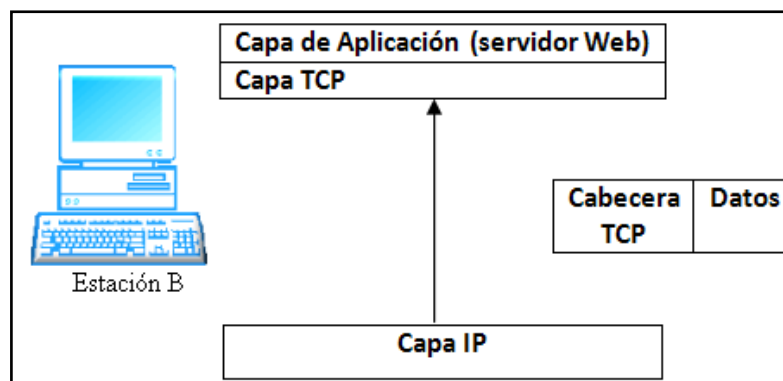 Capa de Aplicación (servidor Web)
Capa TCP
Cabecera TCP
Datos
Estación B
Capa IP